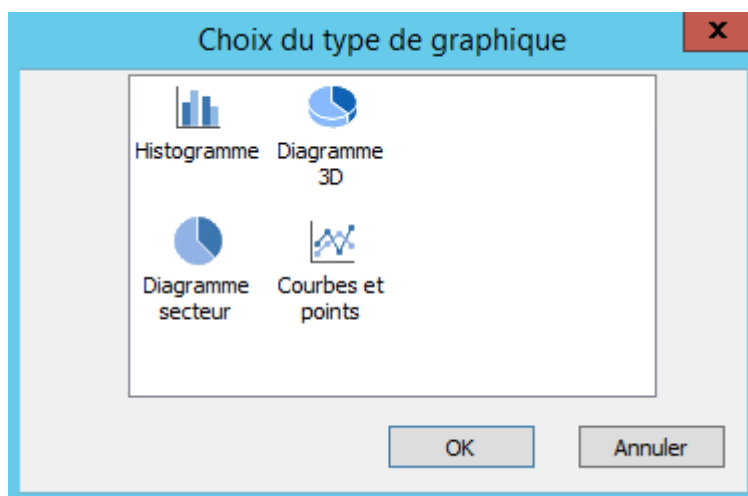 Choix du type de graphique
x
Histogramme
Diagramme
3D
Diagramme
secteur
Courbes et
points
OK
Annuler